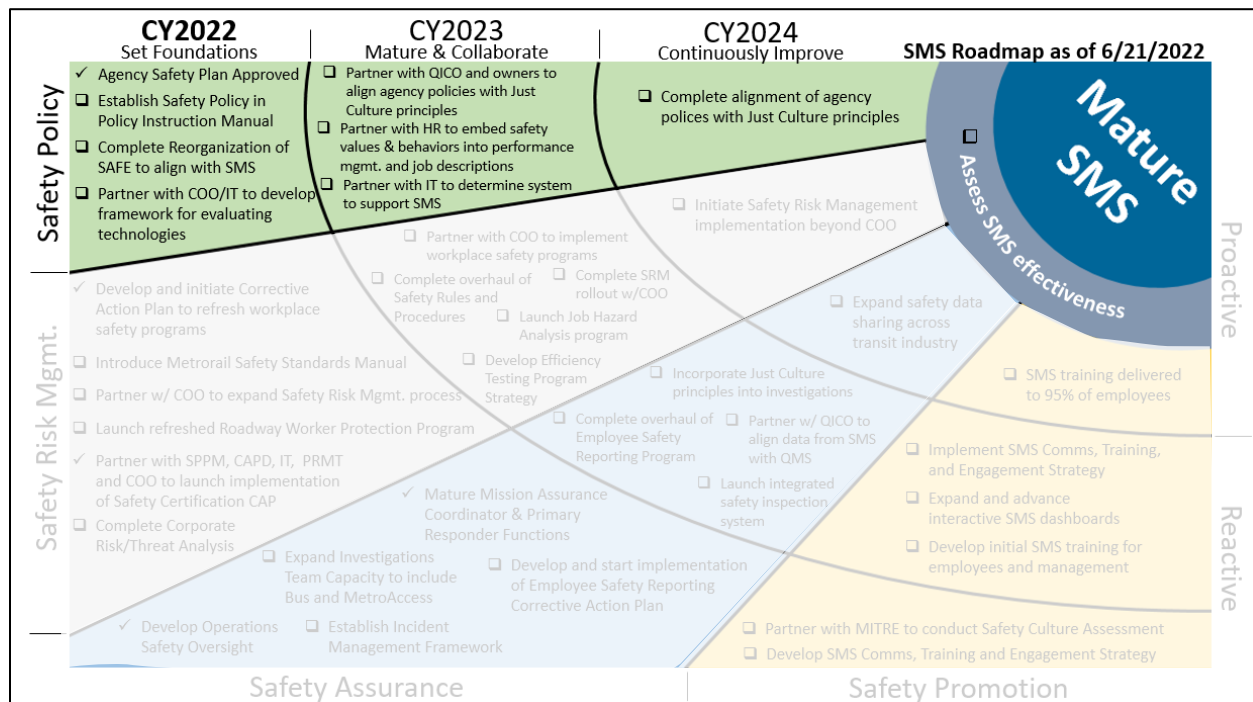 CY2022
Set Foundations
CY2023
Mature & Collaborate
CY2024
Continuously Improve
SMS Roadmap as of 6/21/2022
Safety Policy
✓ Agency Safety Plan Approved
❑ Establish Safety Policy in
Policy Instruction Manual
❑ Complete Reorganization of
SAFE to align with SMS
❑ Partner with COO/IT to develop
framework for evaluating
technologies
❑ Partner with QICO and owners to
align agency policies with Just
Culture principles
❑ Partner with HR to embed safety
values & behaviors into performance
mgmt. and job descriptions
❑ Partner with IT to determine system
to support SMS
❑ Complete alignment of agency
polices with Just Culture principles
Mature
SMS
❑ Assess SMS effectiveness
Safety Risk Mgmt.
✓ Develop and initiate Corrective
Action Plan to refresh workplace
safety programs
❑ Introduce Metrorail Safety Standards Manual
❑ Partner w/ COO to expand Safety Risk Mgmt. process
❑ Launch refreshed Roadway Worker Protection Program
✓ Partner with SPPM, CAPD, IT, PRMT
and COO to launch implementation
of Safety Certification CAP
❑ Complete Corporate
Risk/Threat Analysis
❑ Partner with COO to implement
workplace safety programs
❑ Complete overhaul of
Safety Rules and
Procedures
❑ Complete SRM
rollout w/COO
❑ Launch Job Hazard
Analysis program
❑ Develop Efficiency
Testing Program
Strategy
❑ Initiate Safety Risk Management
implementation beyond COO
❑ Expand safety data
sharing across
transit industry
❑ Incorporate Just Culture
principles into investigations
❑ Complete overhaul of
Employee Safety
Reporting Program
❑ Partner w/ QICO to
align data from SMS
with QMS
❑ Launch integrated
safety inspection
system
✓ Mature Mission Assurance
Coordinator & Primary
Responder Functions
❑ Expand Investigations
Team Capacity to include
Bus and MetroAccess
❑ Develop and start implementation
of Employee Safety Reporting
Corrective Action Plan
✓ Develop Operations
Safety Oversight
❑ Establish Incident
Management Framework
❑ SMS training delivered
to 95% of employees
❑ Implement SMS Comms, Training,
and Engagement Strategy
❑ Expand and advance
interactive SMS dashboards
❑ Develop initial SMS training for
employees and management
❑ Partner with MITRE to conduct Safety Culture Assessment
❑ Develop SMS Comms, Training and Engagement Strategy
Proactive
Reactive
Safety Assurance
Safety Promotion